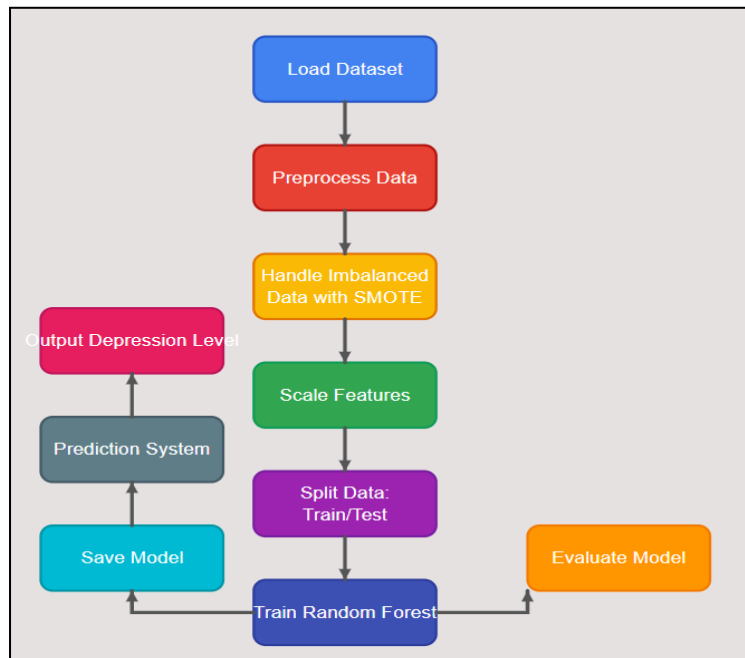 Load Dataset
Preprocess Data
Handle Imbalanced
Data with SMOTE
Output Depression Level
Scale Features
Prediction System
Split Data:
Train/Test
Save Model
Evaluate Model
Train Random Forest